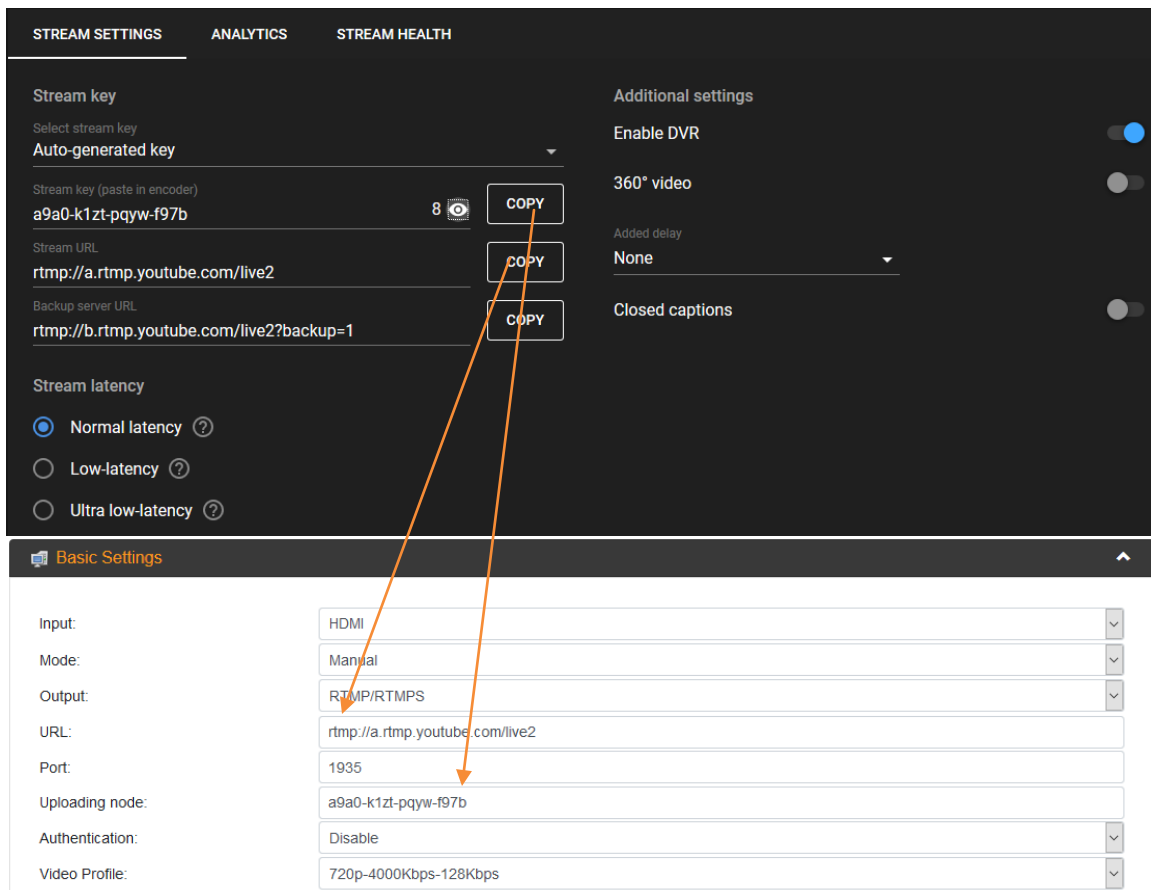 STREAM SETTINGS ANALYTICS STREAM HEALTH
Stream key
Select stream key
Auto-generated key
Stream key (paste in encoder)
a9a0-k1zt-pqyw-f97b 8 COPY
Stream URL
rtmp://a.rtmp.youtube.com/live2 COPY
Backup server URL
rtmp://b.rtmp.youtube.com/live2?backup=1 COPY
Stream latency
Normal latency ?
Low-latency ?
Ultra low-latency ?
Additional settings
Enable DVR
360° video
Added delay
None
Closed captions
Basic Settings
Input: HDMI
Mode: Manual
Output: RTMP/RTMPS
URL: rtmp://a.rtmp.youtube.com/live2
Port: 1935
Uploading node: a9a0-k1zt-pqyw-f97b
Authentication: Disable
Video Profile: 720p-4000Kbps-128Kbps